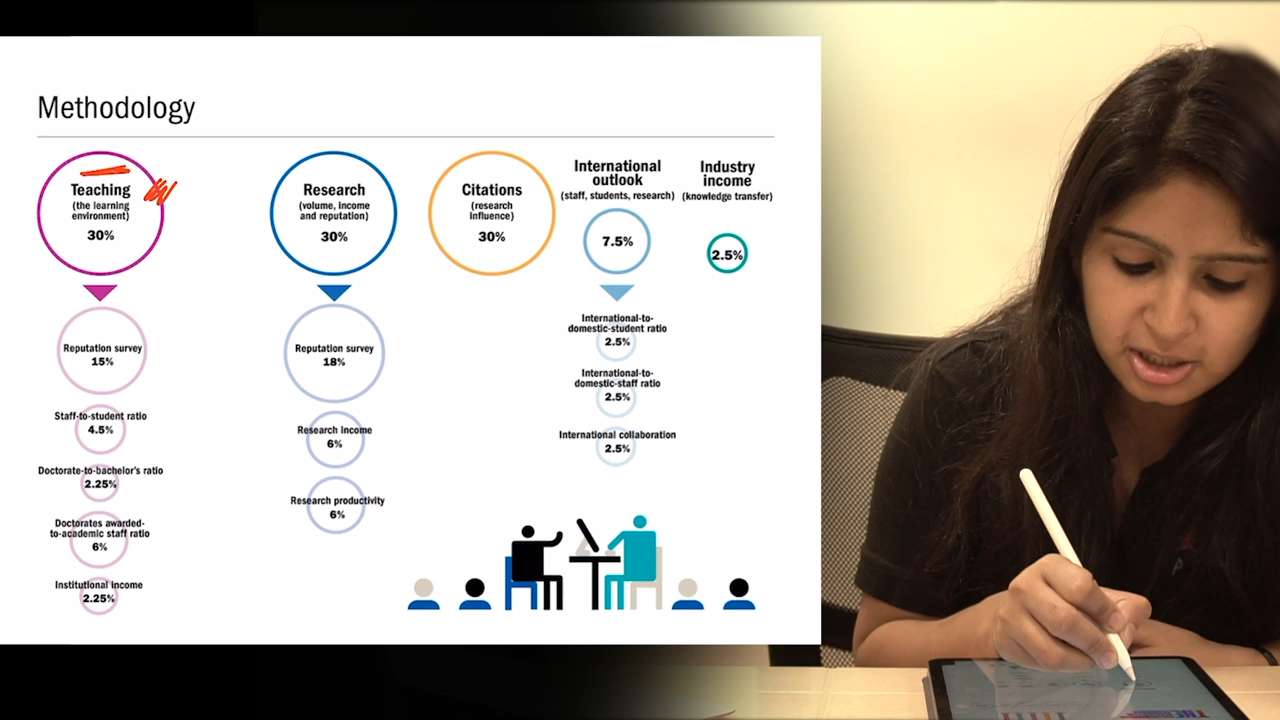 Methodology
Teaching
(the learning
environment)
30%
Reputation survey
15%
Staff-to-student ratio
4.5%
Doctorate-to-bachelor's ratio
2.25%
Doctorates awarded-
to-academic staff ratio
6%
Institutional income
2.25%
Research
(volume, income
and reputation)
30%
Reputation survey
18%
Research income
6%
Research productivity
6%
Citations
(research
influence)
30%
International
outlook
(staff, students, research)
7.5%
International-to-
domestic-student ratio
2.5%
International-to-
domestic-staff ratio
2.5%
International collaboration
2.5%
Industry
income
(knowledge transfer)
2.5%